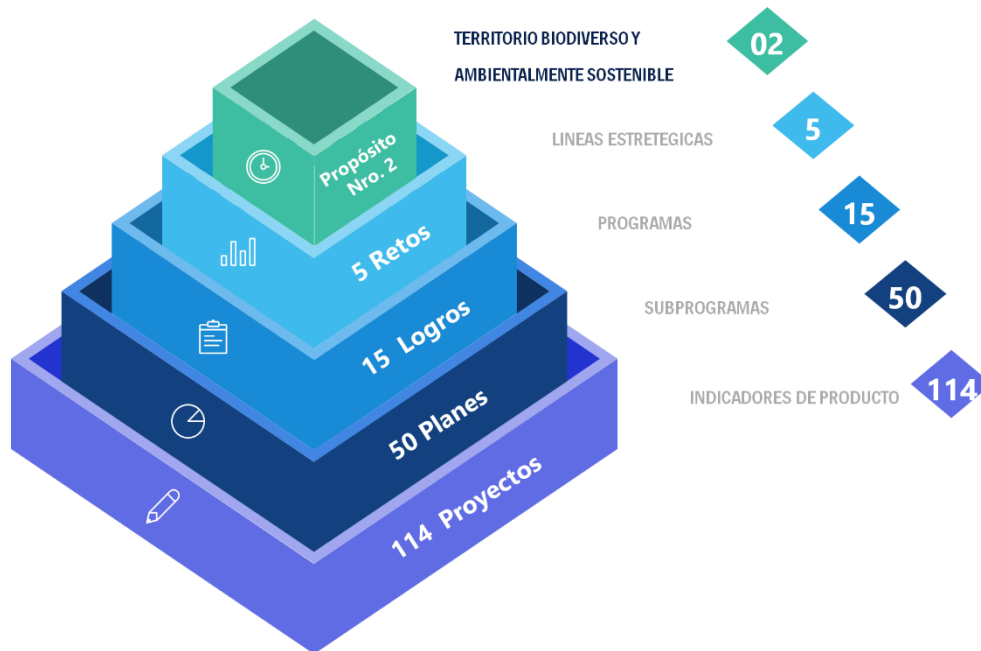 TERRITORIO BIODIVERSO Y
AMBIENTALMENTE SOSTENIBLE
02
LINEAS ESTRETEGICAS
5
PROGRAMAS
15
SUBPROGRAMAS
50
INDICADORES DE PRODUCTO
114
Propósito
Nro. 2
5 Retos
15 Logros
50 Planes
114 Proyectos